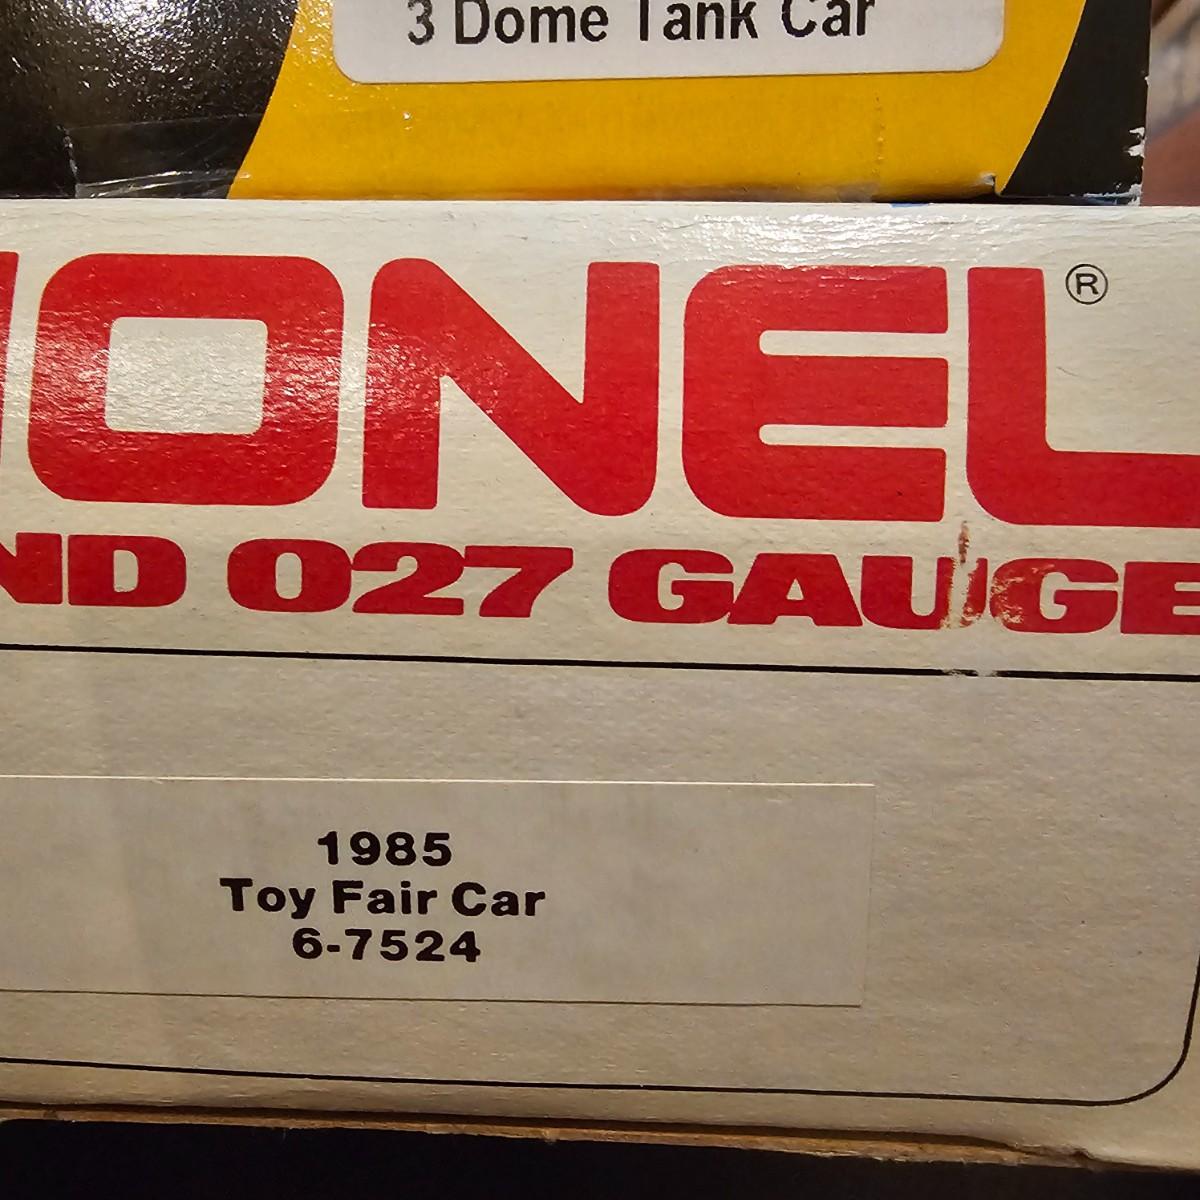 3 Dome Tank Car
IONEL®
ND 027 GAUGE
1985
Toy Fair Car
6-7524